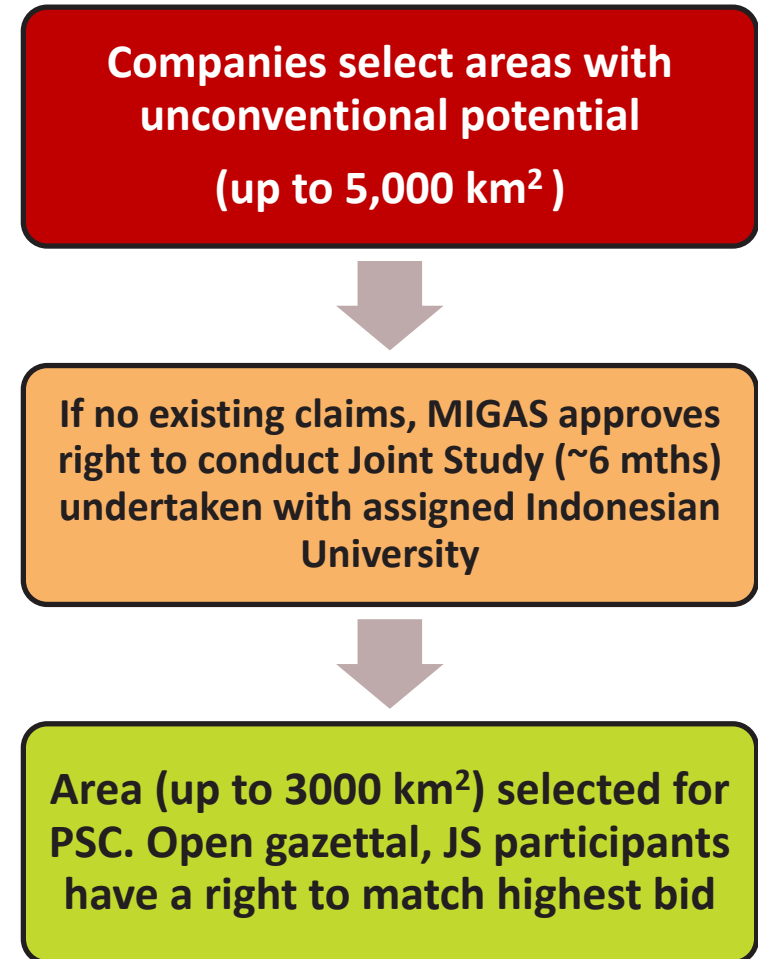 Companies select areas with
unconventional potential
(up to 5,000 km² )
If no existing claims, MIGAS approves
right to conduct Joint Study (~6 mths)
undertaken with assigned Indonesian
University
Area (up to 3000 km²) selected for
PSC. Open gazettal, JS participants
have a right to match highest bid